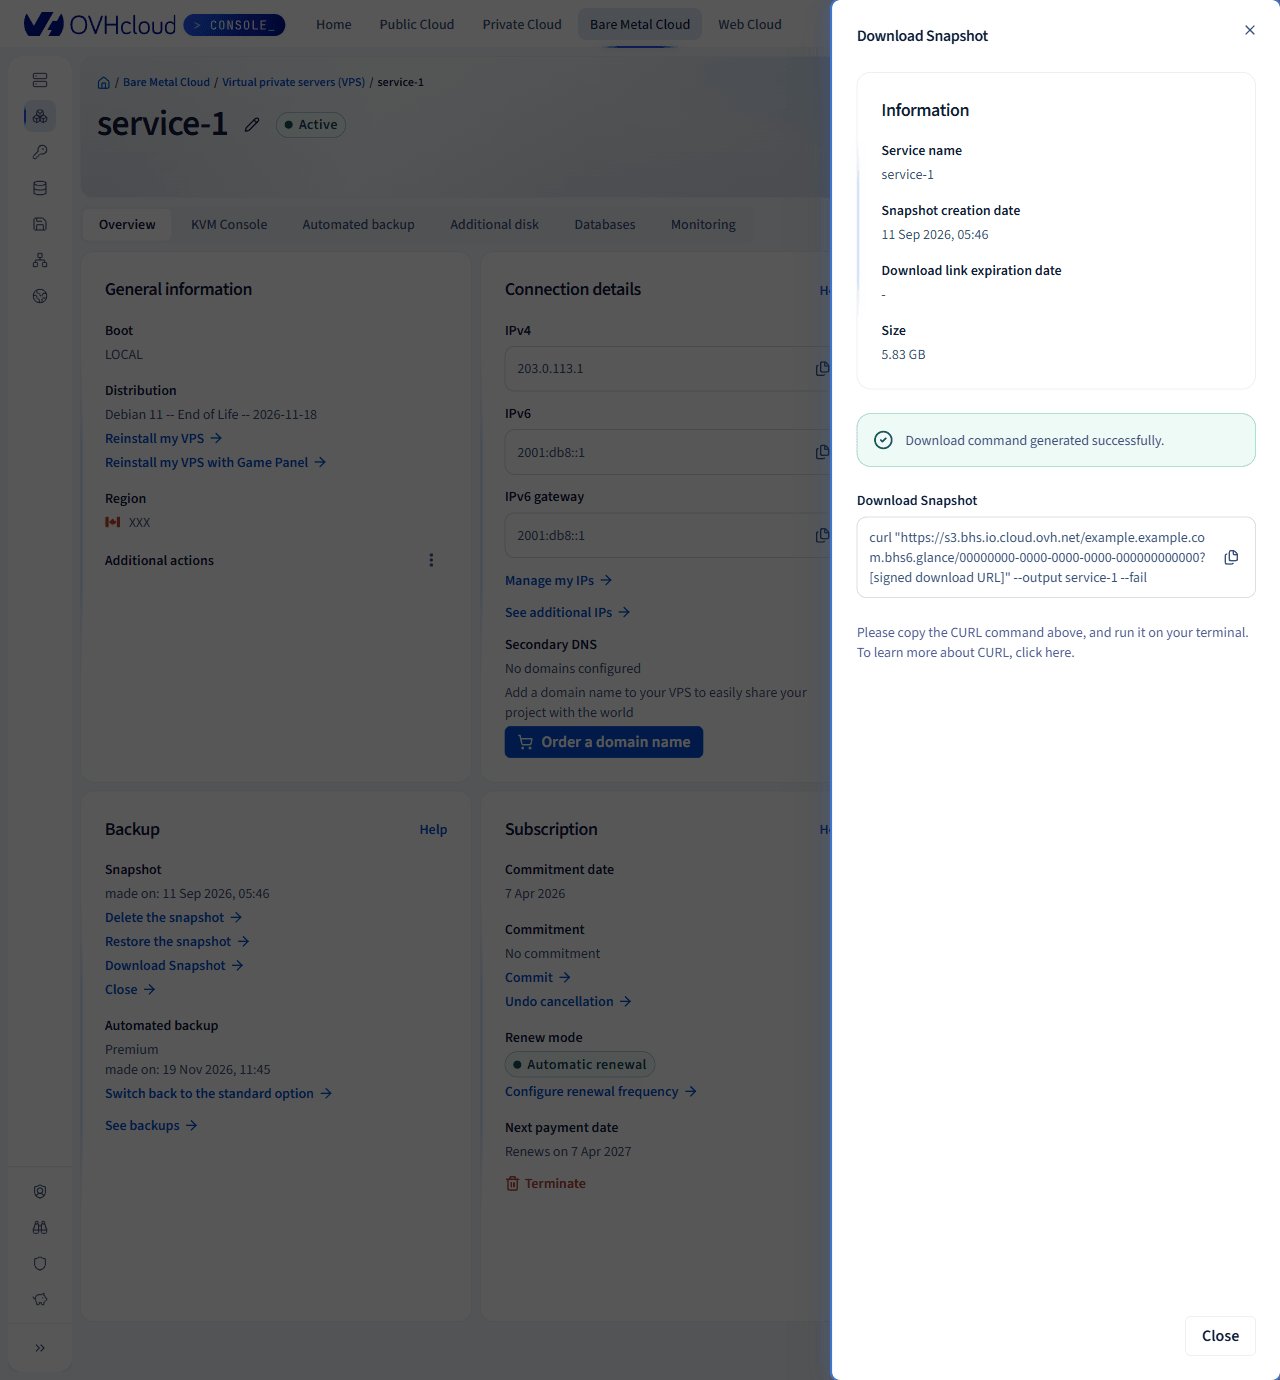 OVHcloud
> CONSOLE_
Home
Public Cloud
Private Cloud
Bare Metal Cloud
Web Cloud
/ Bare Metal Cloud / Virtual private servers (VPS) / service-1
service-1
Active
Overview
KVM Console
Automated backup
Additional disk
Databases
Monitoring
General information
Boot
LOCAL
Distribution
Debian 11 -- End of Life -- 2026-11-18
Reinstall my VPS
Reinstall my VPS with Game Panel
Region
XXX
Additional actions
Connection details
IPv4
203.0.113.1
IPv6
2001:db8::1
IPv6 gateway
2001:db8::1
Manage my IPs
See additional IPs
Secondary DNS
No domains configured
Add a domain name to your VPS to easily share your
project with the world
Order a domain name
Backup
Help
Snapshot
made on: 11 Sep 2026, 05:46
Delete the snapshot
Restore the snapshot
Download Snapshot
Close
Automated backup
Premium
made on: 19 Nov 2026, 11:45
Switch back to the standard option
See backups
Subscription
Commitment date
7 Apr 2026
Commitment
No commitment
Commit
Undo cancellation
Renew mode
Automatic renewal
Configure renewal frequency
Next payment date
Renews on 7 Apr 2027
Terminate
Download Snapshot
Information
Service name
service-1
Snapshot creation date
11 Sep 2026, 05:46
Download link expiration date
-
Size
5.83 GB
Download command generated successfully.
Download Snapshot
curl "https://s3.bhs.io.cloud.ovh.net/example.example.co
m.bhs6.glance/00000000-0000-0000-0000-000000000000?
[signed download URL]" --output service-1 --fail
Please copy the CURL command above, and run it on your terminal.
To learn more about CURL, click here.
Close